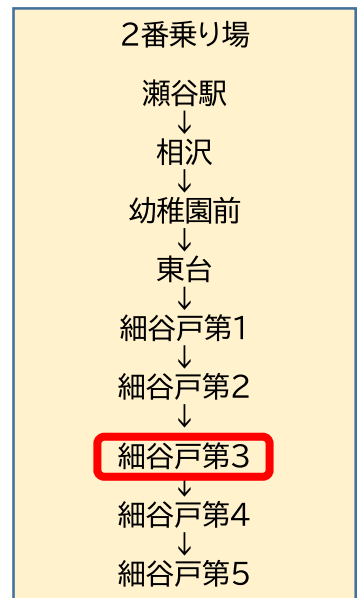 2番乗り場
瀬谷駅
↓
相沢
↓
幼稚園前
↓
東台
↓
細谷戸第1
↓
細谷戸第2
↓
細谷戸第3
↓
細谷戸第4
↓
細谷戸第5